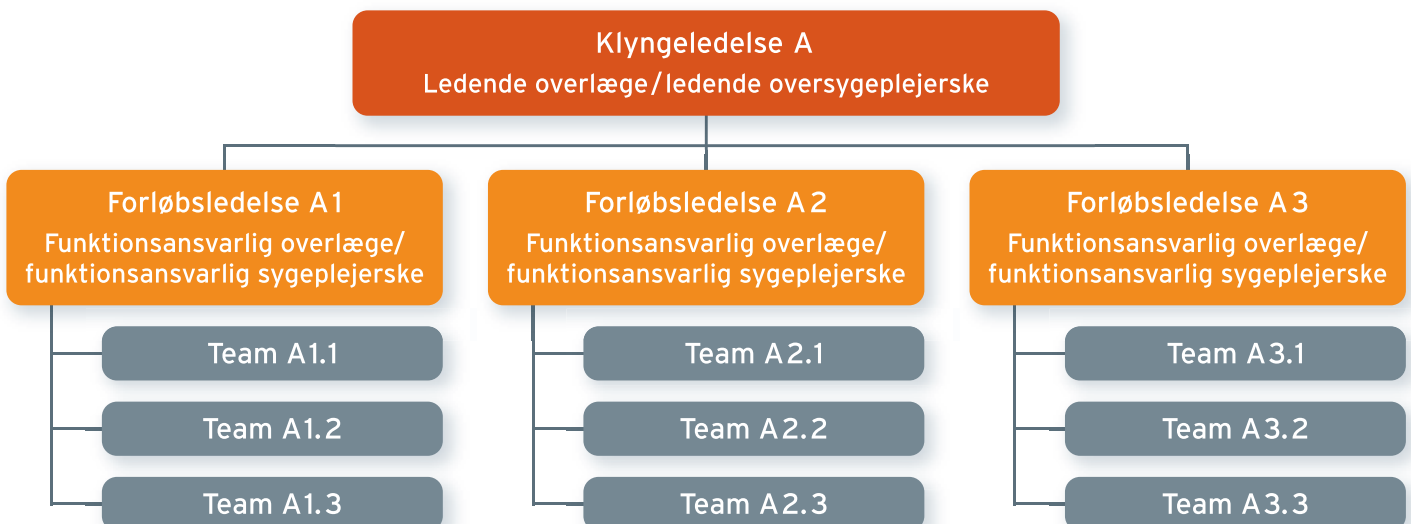 Klyngeledelse A
Ledende overlæge/ledende oversygeplejerske
Forløbsledelse A1
Funktionsansvarlig overlæge/
funktionsansvarlig sygeplejerske
Team A1.1
Team A1.2
Team A1.3
Forløbsledelse A2
Funktionsansvarlig overlæge/
funktionsansvarlig sygeplejerske
Team A2.1
Team A2.2
Team A2.3
Forløbsledelse A3
Funktionsansvarlig overlæge/
funktionsansvarlig sygeplejerske
Team A3.1
Team A3.2
Team A3.3